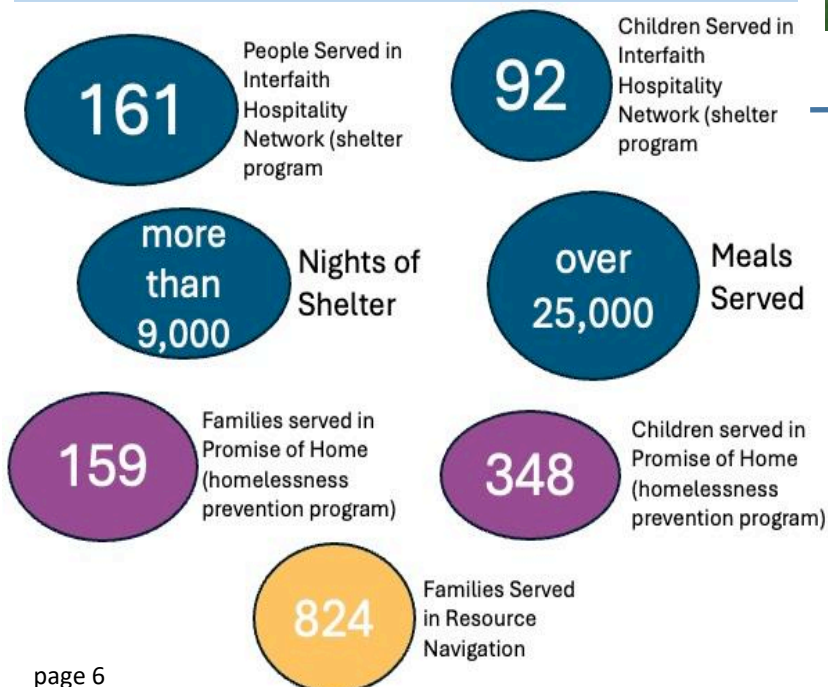 161
People Served in
Interfaith
Hospitality
Network (shelter
program
92
Children Served in
Interfaith
Hospitality
Network (shelter
program
more
than
9,000
Nights of
Shelter
over
25,000
Meals
Served
159
Families served in
Promise of Home
(homelessness
prevention program)
348
Children served in
Promise of Home
(homelessness
prevention program)
824
Families Served
in Resource
Navigation
page 6